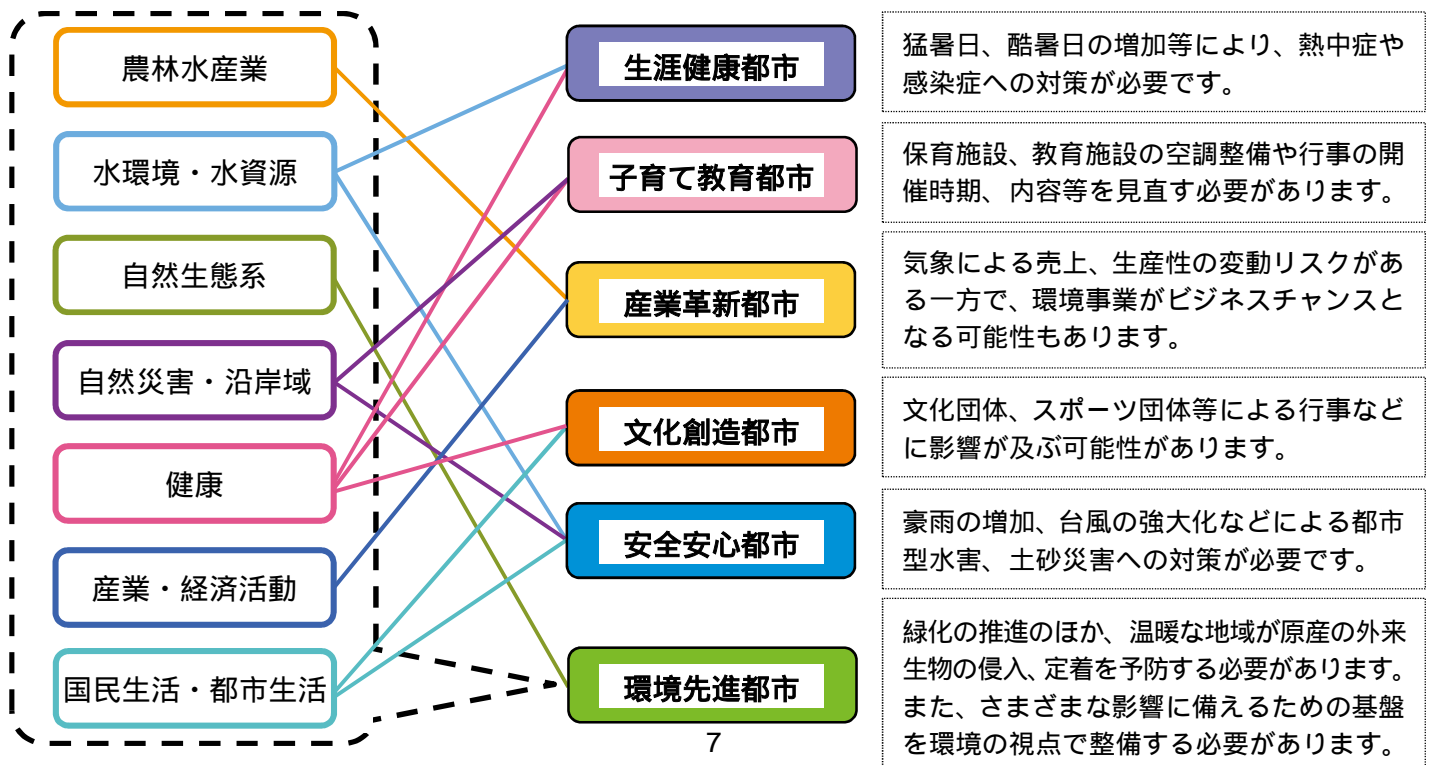 農林水産業
水環境・水資源
自然生態系
自然災害・沿岸域
健康
産業・経済活動
国民生活・都市生活
生涯健康都市
猛暑日、酷暑日の増加等により、熱中症や
感染症への対策が必要です。
子育て教育都市
保育施設、教育施設の空調整備や行事の開
催時期、内容等を見直す必要があります。
産業革新都市
気象による売上、生産性の変動リスクがあ
る一方で、環境事業がビジネスチャンスと
なる可能性もあります。
文化創造都市
文化団体、スポーツ団体等による行事など
に影響が及ぶ可能性があります。
安全安心都市
豪雨の増加、台風の強大化などによる都市
型水害、土砂災害への対策が必要です。
環境先進都市
緑化の推進のほか、温暖な地域が原産の外来
生物の侵入、定着を予防する必要があります。
また、さまざまな影響に備えるための基盤
を環境の視点で整備する必要があります。
7